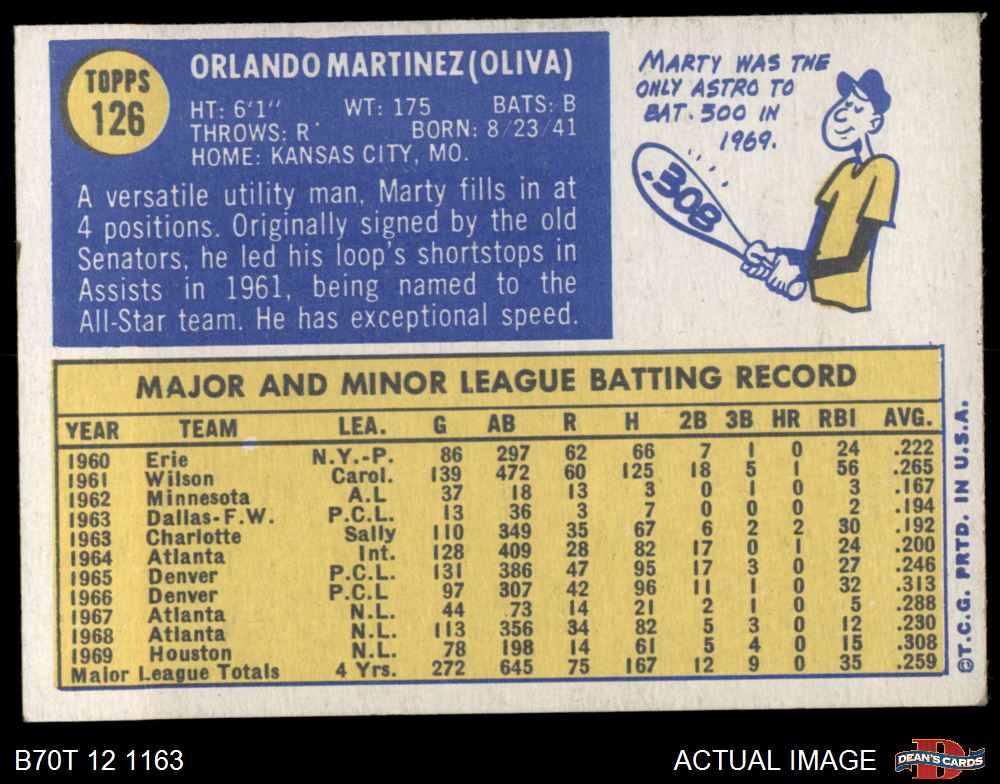 TOPPS
126
ORLANDO MARTINEZ (OLIVA)
HT: 6'1" WT: 175 BATS: B
THROWS: R BORN: 8/23/41
HOME: KANSAS CITY, MO.
A versatile utility man, Marty fills in at
4 positions. Originally signed by the old
Senators, he led his loop's shortstops in
Assists in 1961, being named to the
All-Star team. He has exceptional speed.
MARTY WAS THE
ONLY ASTRO TO
BAT .300 IN
1969.
.308
MAJOR AND MINOR LEAGUE BATTING RECORD
YEAR TEAM LEA. G AB R H 2B 3B HR RBI AVG.
1960 Erie N.Y.-P. 86 297 62 66 7 1 0 24 .222
1961 Wilson Carol. 139 472 60 125 18 5 1 56 .265
1962 Minnesota A.L 37 18 13 3 0 1 0 3 .167
1963 Dallas-F.W. P.C.L. 13 36 3 7 0 0 0 2 .194
1963 Charlotte Sally 110 349 35 67 6 2 2 30 .192
1964 Atlanta Int. 128 409 28 82 17 0 1 24 .200
1965 Denver P.C.L. 131 386 47 95 17 3 0 27 .246
1966 Denver P.C.L 97 307 42 96 11 1 0 32 .313
1967 Atlanta N.L. 44 73 14 21 2 1 0 5 .288
1968 Atlanta N.L. 113 356 34 82 5 3 0 12 .230
1969 Houston N.L. 78 198 14 61 5 4 0 15 .308
Major League Totals 4 Yrs. 272 645 75 167 12 9 0 35 .259
©T.C.G. PRTD. IN U.S.A.
B70T 12 1163
ACTUAL IMAGE
DEAN'S CARDS